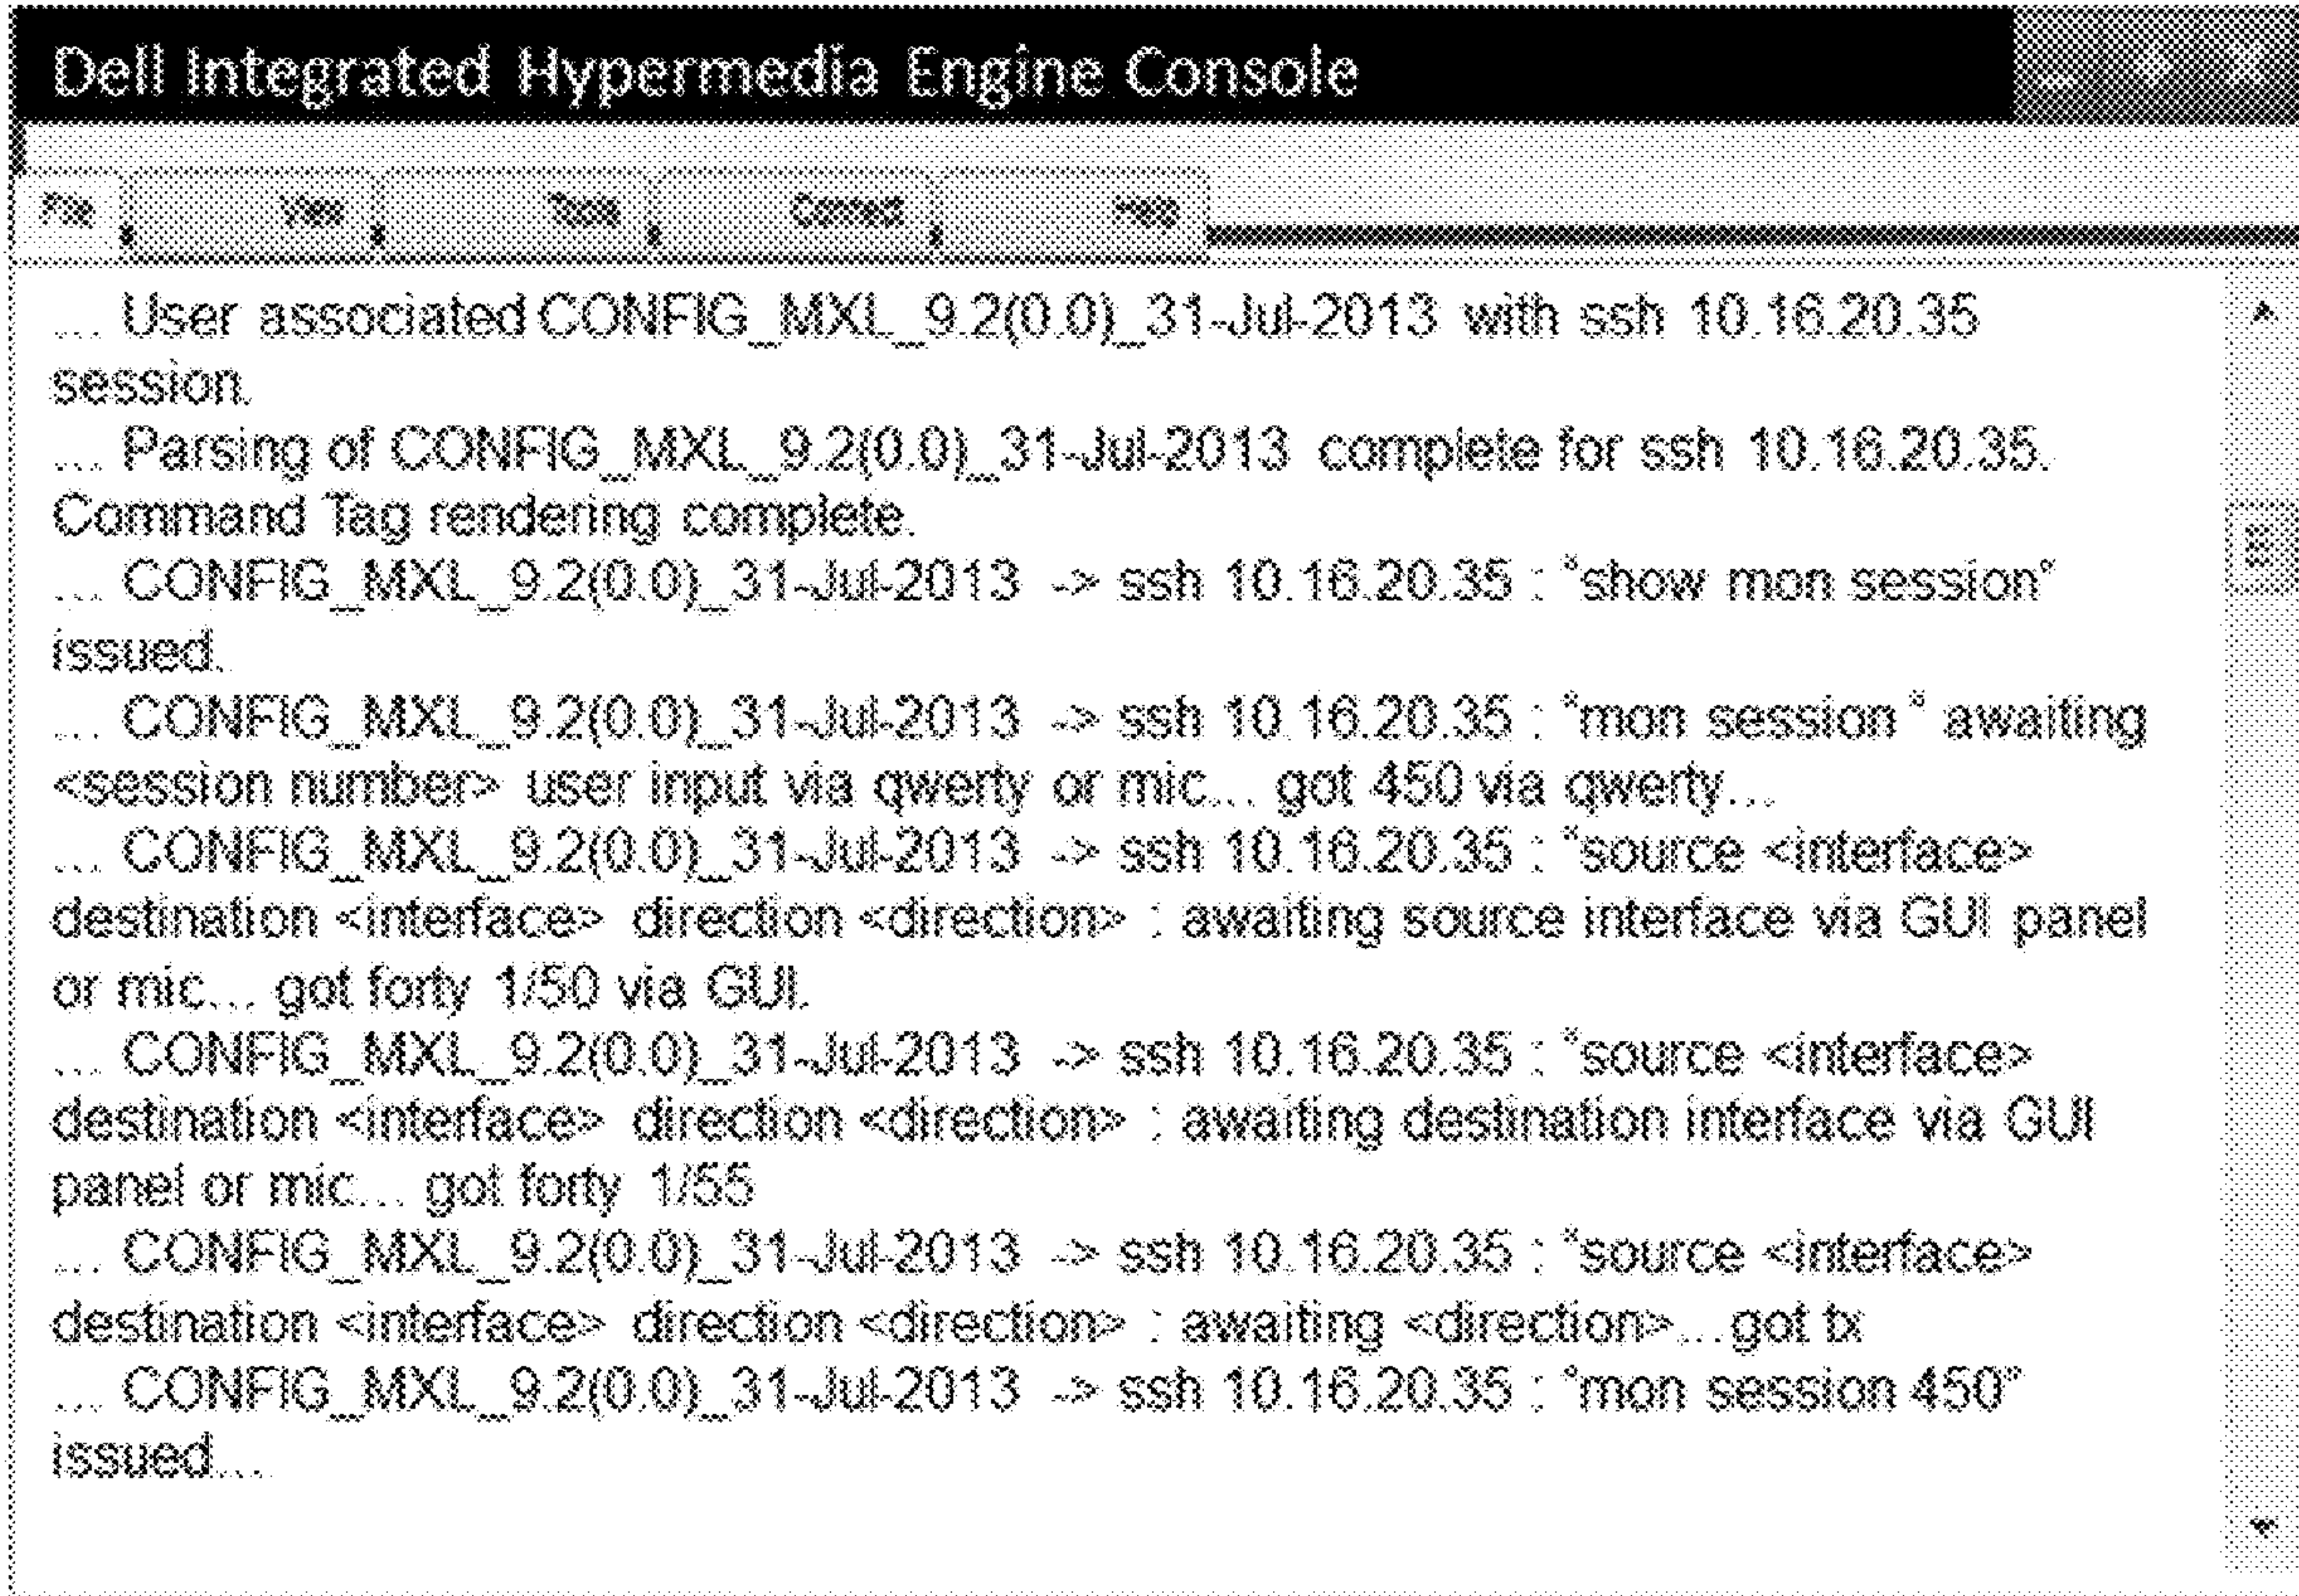 Dell Integrated Hypermedia Engine Console
File View Tools Connect Help
... User associated CONFIG_MXL_9.2(0.0)_31-Jul-2013 with ssh 10.16.20.35
session.
... Parsing of CONFIG_MXL_9.2(0.0)_31-Jul-2013 complete for ssh 10.16.20.35.
Command Tag rendering complete.
... CONFIG_MXL_9.2(0.0)_31-Jul-2013 -> ssh 10.16.20.35 : "show mon session"
issued.
... CONFIG_MXL_9.2(0.0)_31-Jul-2013 -> ssh 10.16.20.35 : "mon session " awaiting
<session number> user input via qwerty or mic... got 450 via qwerty...
... CONFIG_MXL_9.2(0.0)_31-Jul-2013 -> ssh 10.16.20.35 : "source <interface>
destination <interface> direction <direction> : awaiting source interface via GUI panel
or mic... got forty 1/50 via GUI.
... CONFIG_MXL_9.2(0.0)_31-Jul-2013 -> ssh 10.16.20.35 : "source <interface>
destination <interface> direction <direction> : awaiting destination interface via GUI
panel or mic... got forty 1/55
... CONFIG_MXL_9.2(0.0)_31-Jul-2013 -> ssh 10.16.20.35 : "source <interface>
destination <interface> direction <direction> : awaiting <direction>...got tx
... CONFIG_MXL_9.2(0.0)_31-Jul-2013 -> ssh 10.16.20.35 : "mon session 450"
issued....